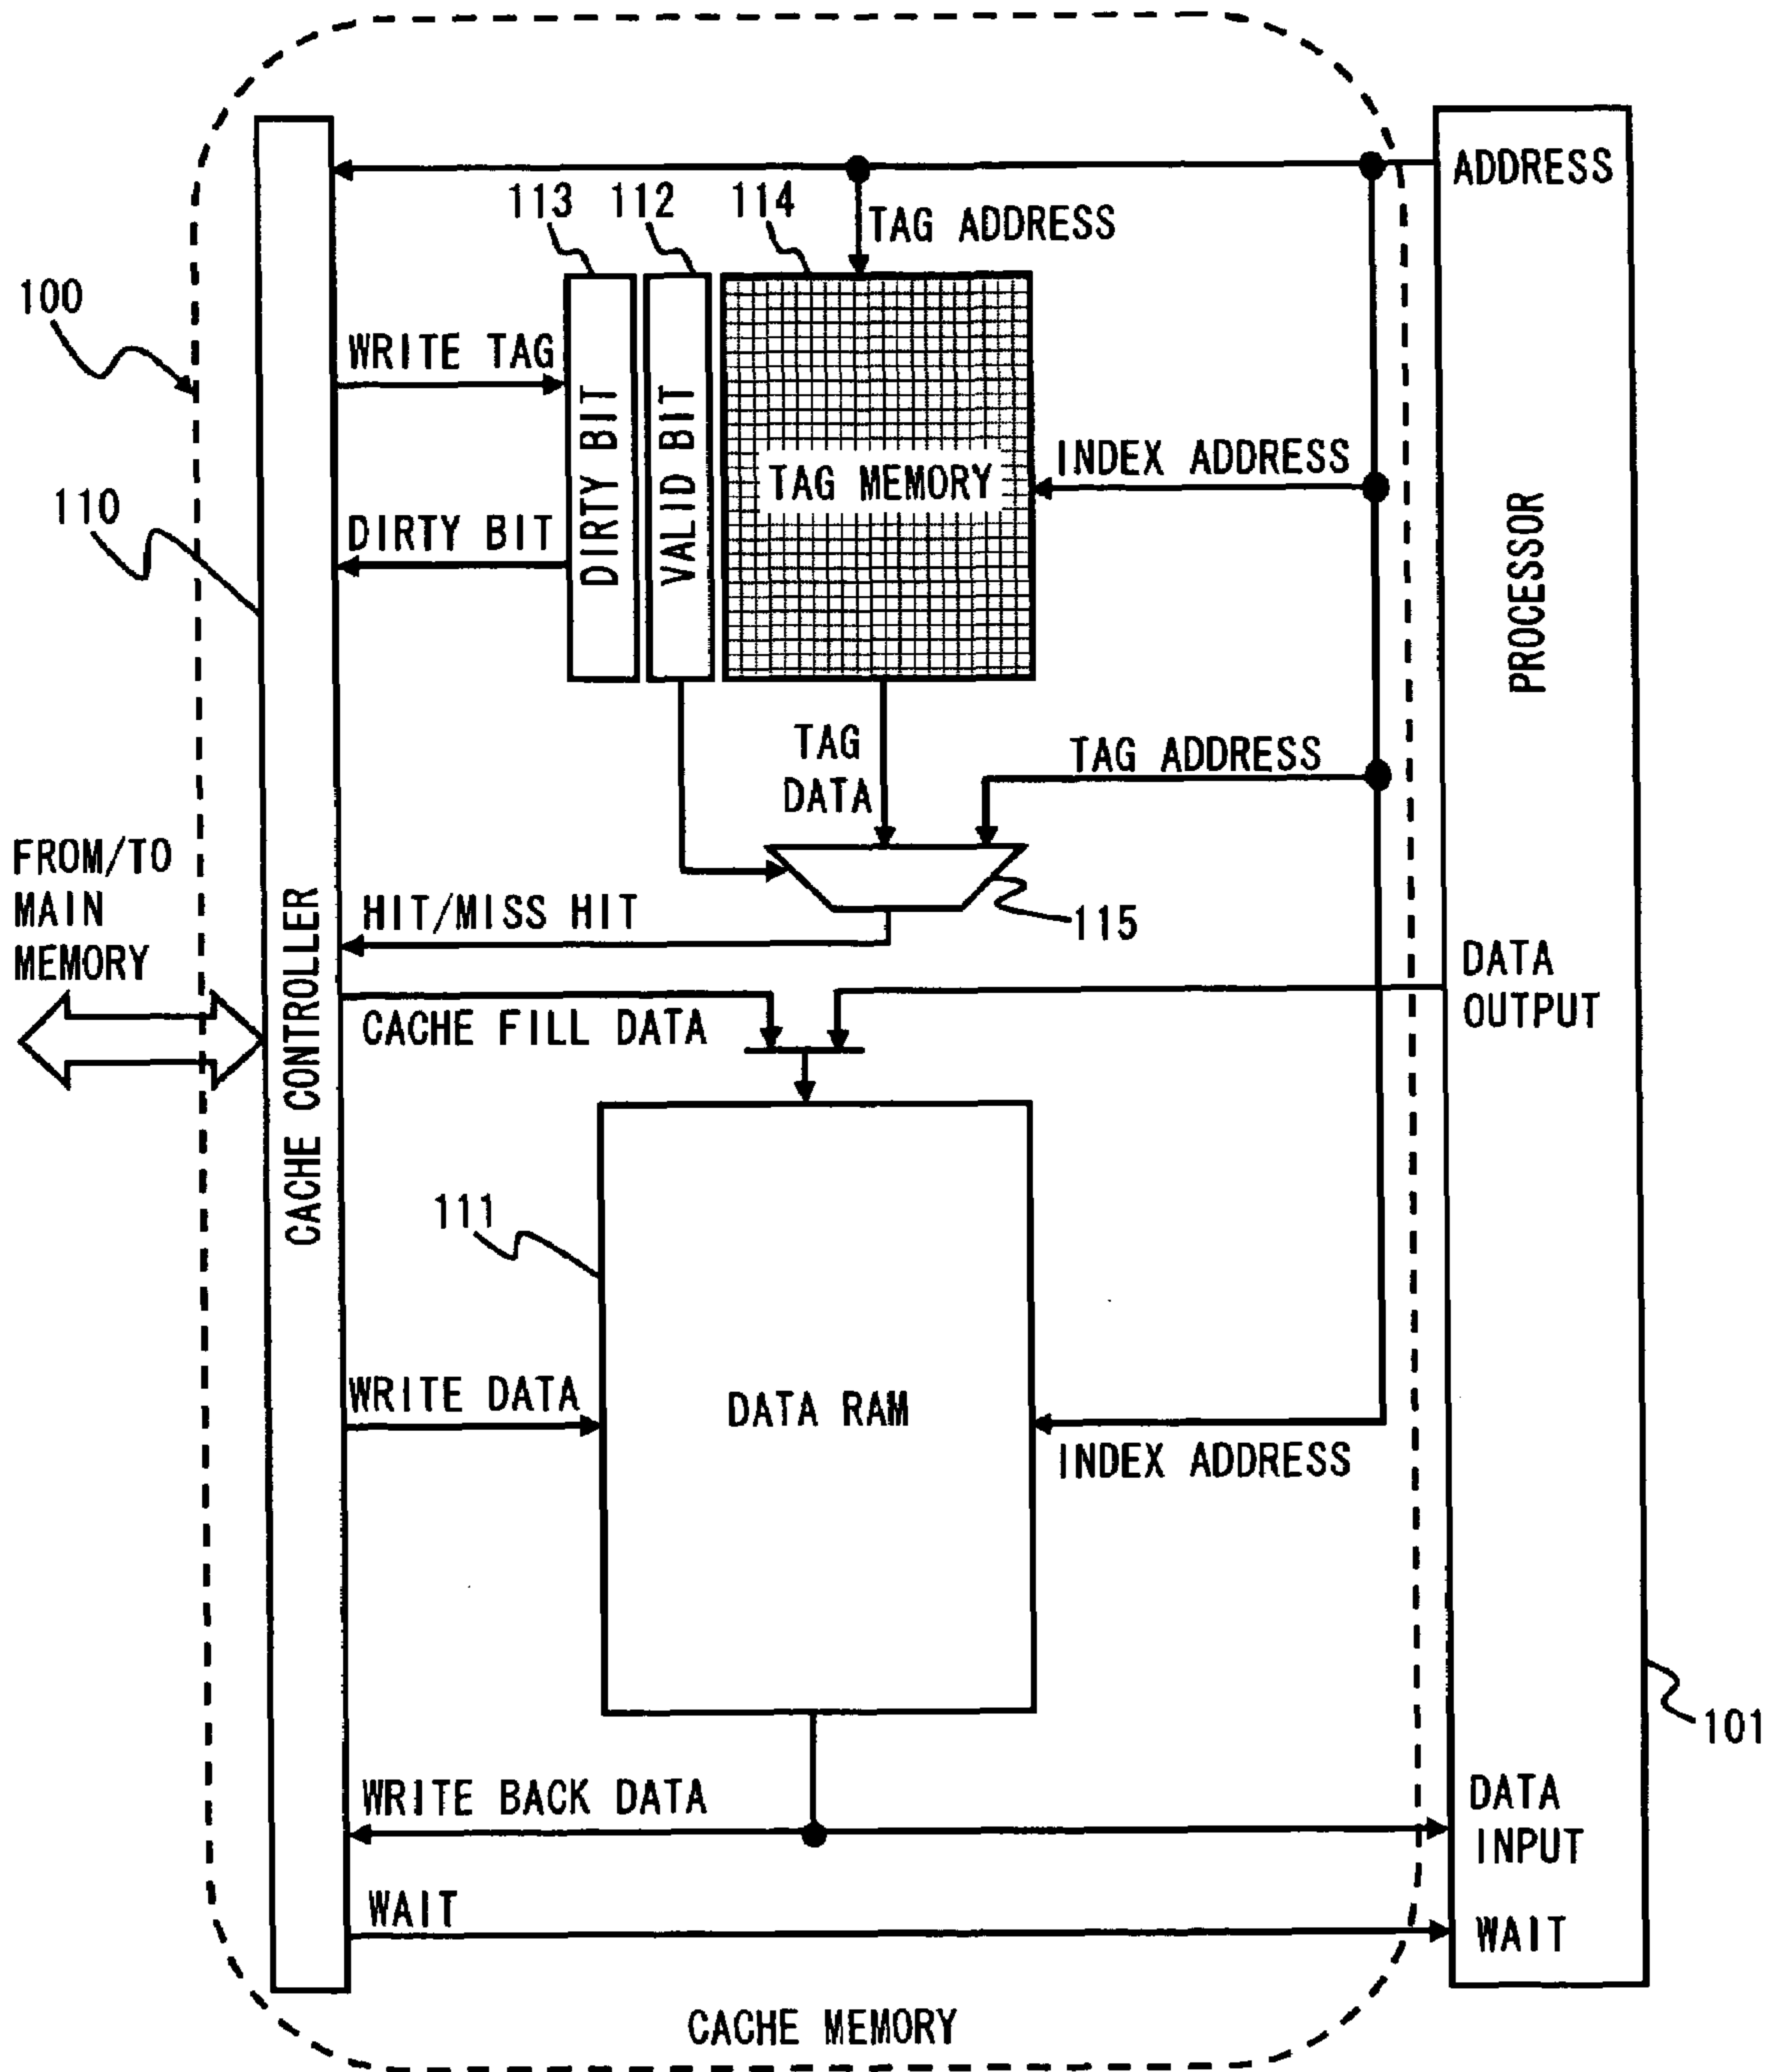 ADDRESS
113
112
114
TAG ADDRESS
100
WRITE TAG
DIRTY BIT
VALID BIT
TAG MEMORY
INDEX ADDRESS
110
DIRTY BIT
PROCESSOR
TAG
DATA
TAG ADDRESS
FROM/TO
MAIN
MEMORY
CACHE CONTROLLER
HIT/MISS HIT
115
DATA
OUTPUT
CACHE FILL DATA
111
WRITE DATA
DATA RAM
INDEX ADDRESS
101
WRITE BACK DATA
DATA
INPUT
WAIT
WAIT
CACHE MEMORY